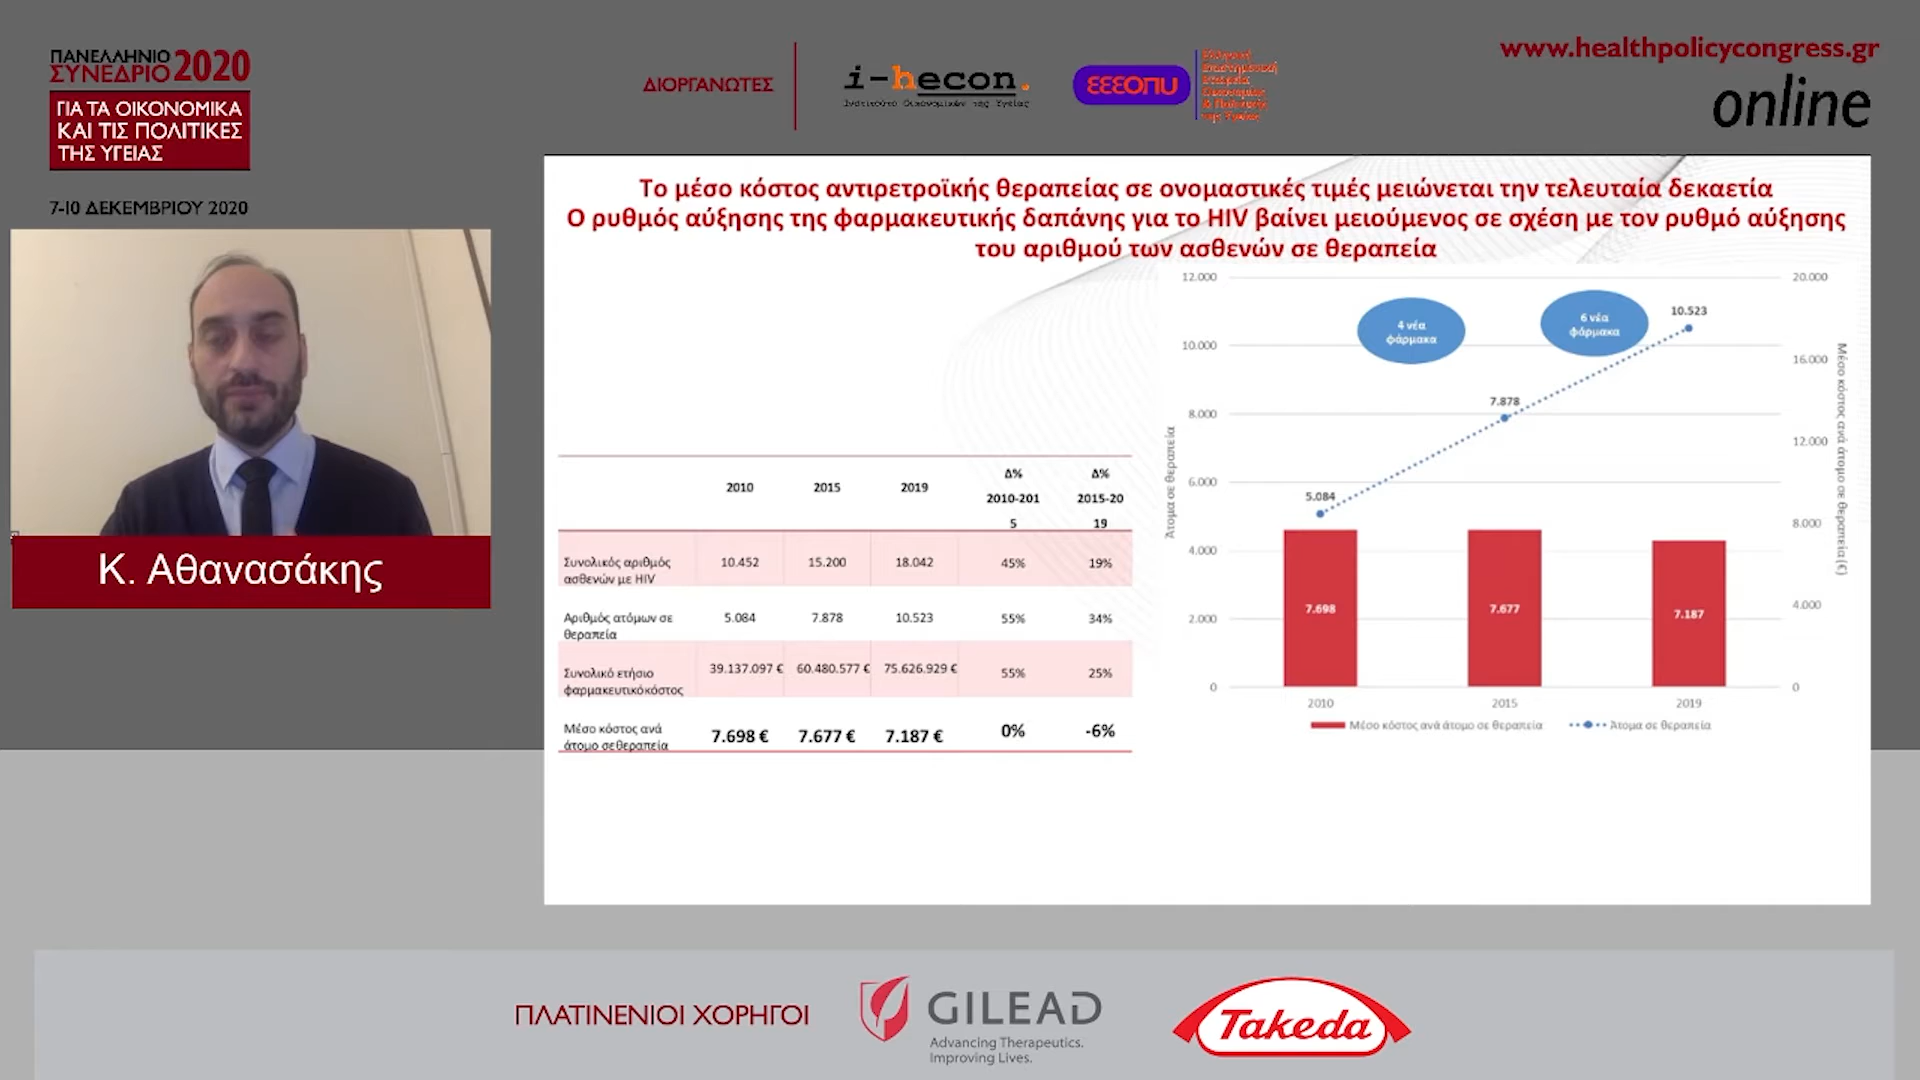 ΠΑΝΕΛΛΗΝΙΟ
ΣΥΝΕΔΡΙΟ 2020
ΓΙΑ ΤΑ ΟΙΚΟΝΟΜΙΚΑ
ΚΑΙ ΤΙΣ ΠΟΛΙΤΙΚΕΣ
ΤΗΣ ΥΓΕΙΑΣ
7-10 ΔΕΚΕΜΒΡΙΟΥ 2020
ΔΙΟΡΓΑΝΩΤΕΣ
i-hecon.
Ινστιτούτο Οικονομικών της Υγείας
ΕΕΕΟΠΥ
Ελληνική
Επιστημονική
Εταιρεία
Οικονομίας
& Πολιτικής
της Υγείας
www.healthpolicycongress.gr
online
Κ. Αθανασάκης
Το μέσο κόστος αντιρετροϊκής θεραπείας σε ονομαστικές τιμές μειώνεται την τελευταία δεκαετία
Ο ρυθμός αύξησης της φαρμακευτικής δαπάνης για το HIV βαίνει μειούμενος σε σχέση με τον ρυθμό αύξησης
του αριθμού των ασθενών σε θεραπεία
2010 2015 2019 Δ% 2010-201 5 Δ% 2015-20 19
Συνολικός αριθμός ασθενών με HIV 10.452 15.200 18.042 45% 19%
Αριθμός ατόμων σε θεραπεία 5.084 7.878 10.523 55% 34%
Συνολικό ετήσιο φαρμακευτικόκόστος 39.137.097 € 60.480.577 € 75.626.929 € 55% 25%
Μέσο κόστος ανά άτομο σεθεραπεία 7.698 € 7.677 € 7.187 € 0% -6%
Άτομα σε θεραπεία
12.000
10.000
8.000
6.000
4.000
2.000
0
4 νέα
φάρμακα
6 νέα
φάρμακα
5.084
7.878
10.523
7.698
7.677
7.187
2010 2015 2019
20.000
16.000
12.000
8.000
4.000
0
Μέσο κόστος ανά άτομο σε θεραπεία (€)
Μέσο κόστος ανά άτομο σε θεραπεία Άτομα σε θεραπεία
ΠΛΑΤΙΝΕΝΙΟΙ ΧΟΡΗΓΟΙ
GILEAD
Advancing Therapeutics.
Improving Lives.
Takeda